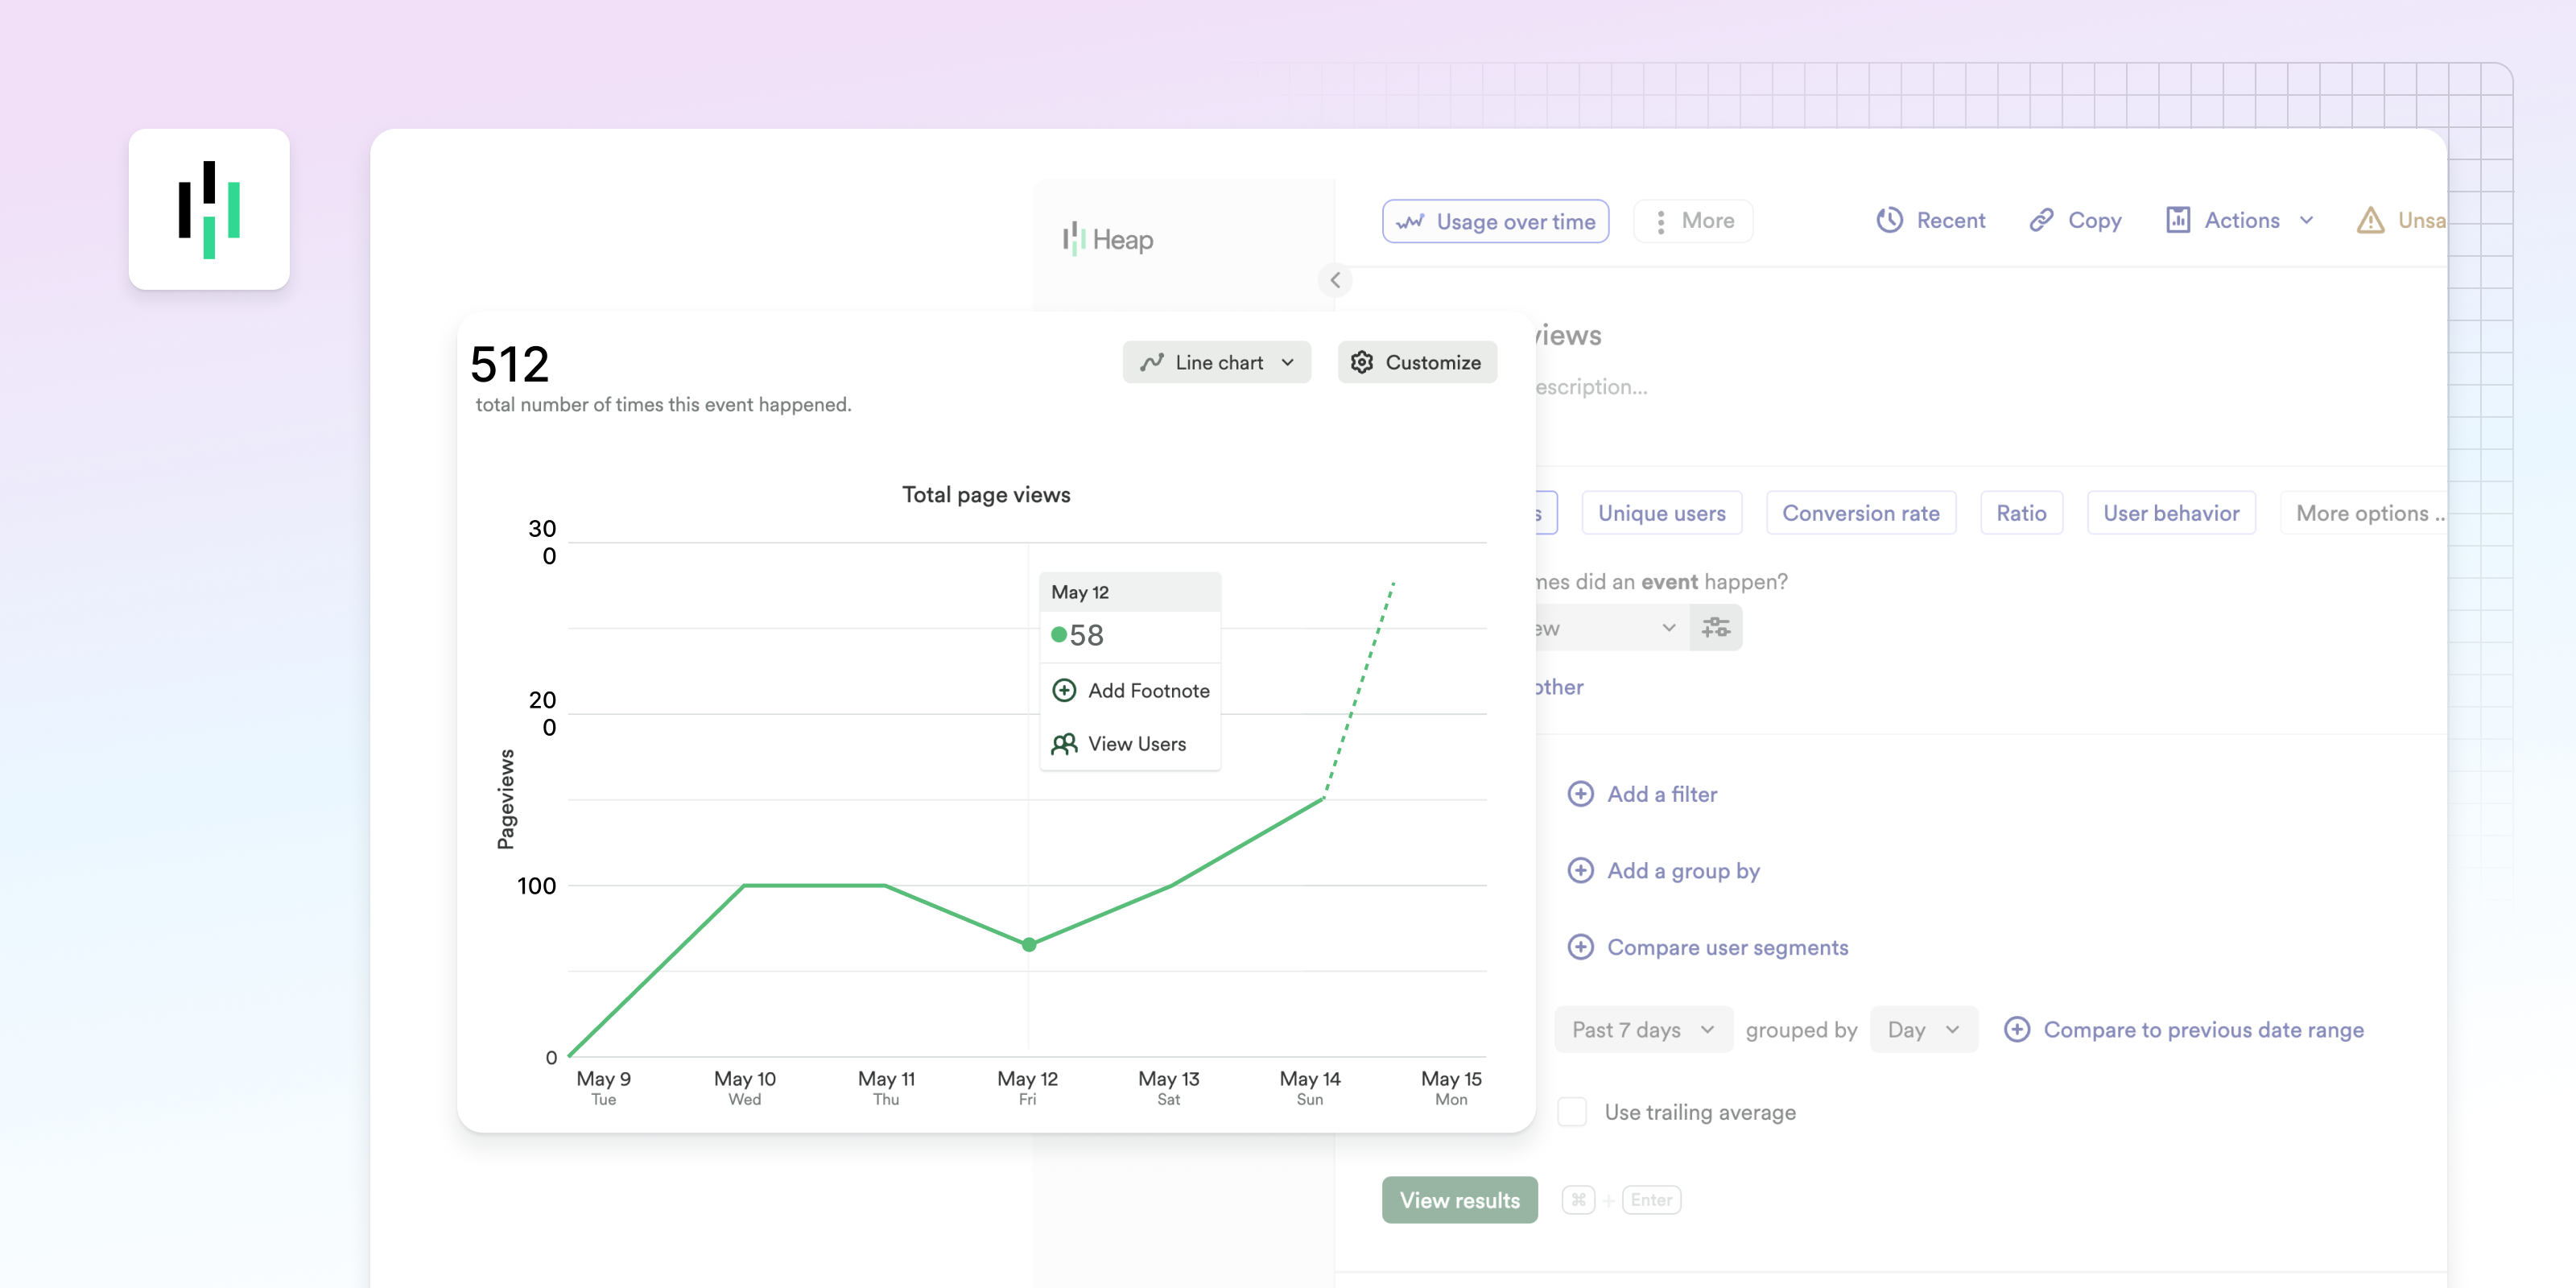 Heap
Usage over time
More
Recent
Copy
Actions
Unsa
512
total number of times this event happened.
Line chart
Customize
views
escription...
Total page views
Unique users
Conversion rate
Ratio
User behavior
More options ..
mes did an event happen?
ew
other
30
0
20
0
100
0
Pageviews
May 12
58
Add Footnote
View Users
May 9
Tue
May 10
Wed
May 11
Thu
May 12
Fri
May 13
Sat
May 14
Sun
May 15
Mon
Add a filter
Add a group by
Compare user segments
Past 7 days
grouped by
Day
Compare to previous date range
Use trailing average
View results
⌘ + Enter